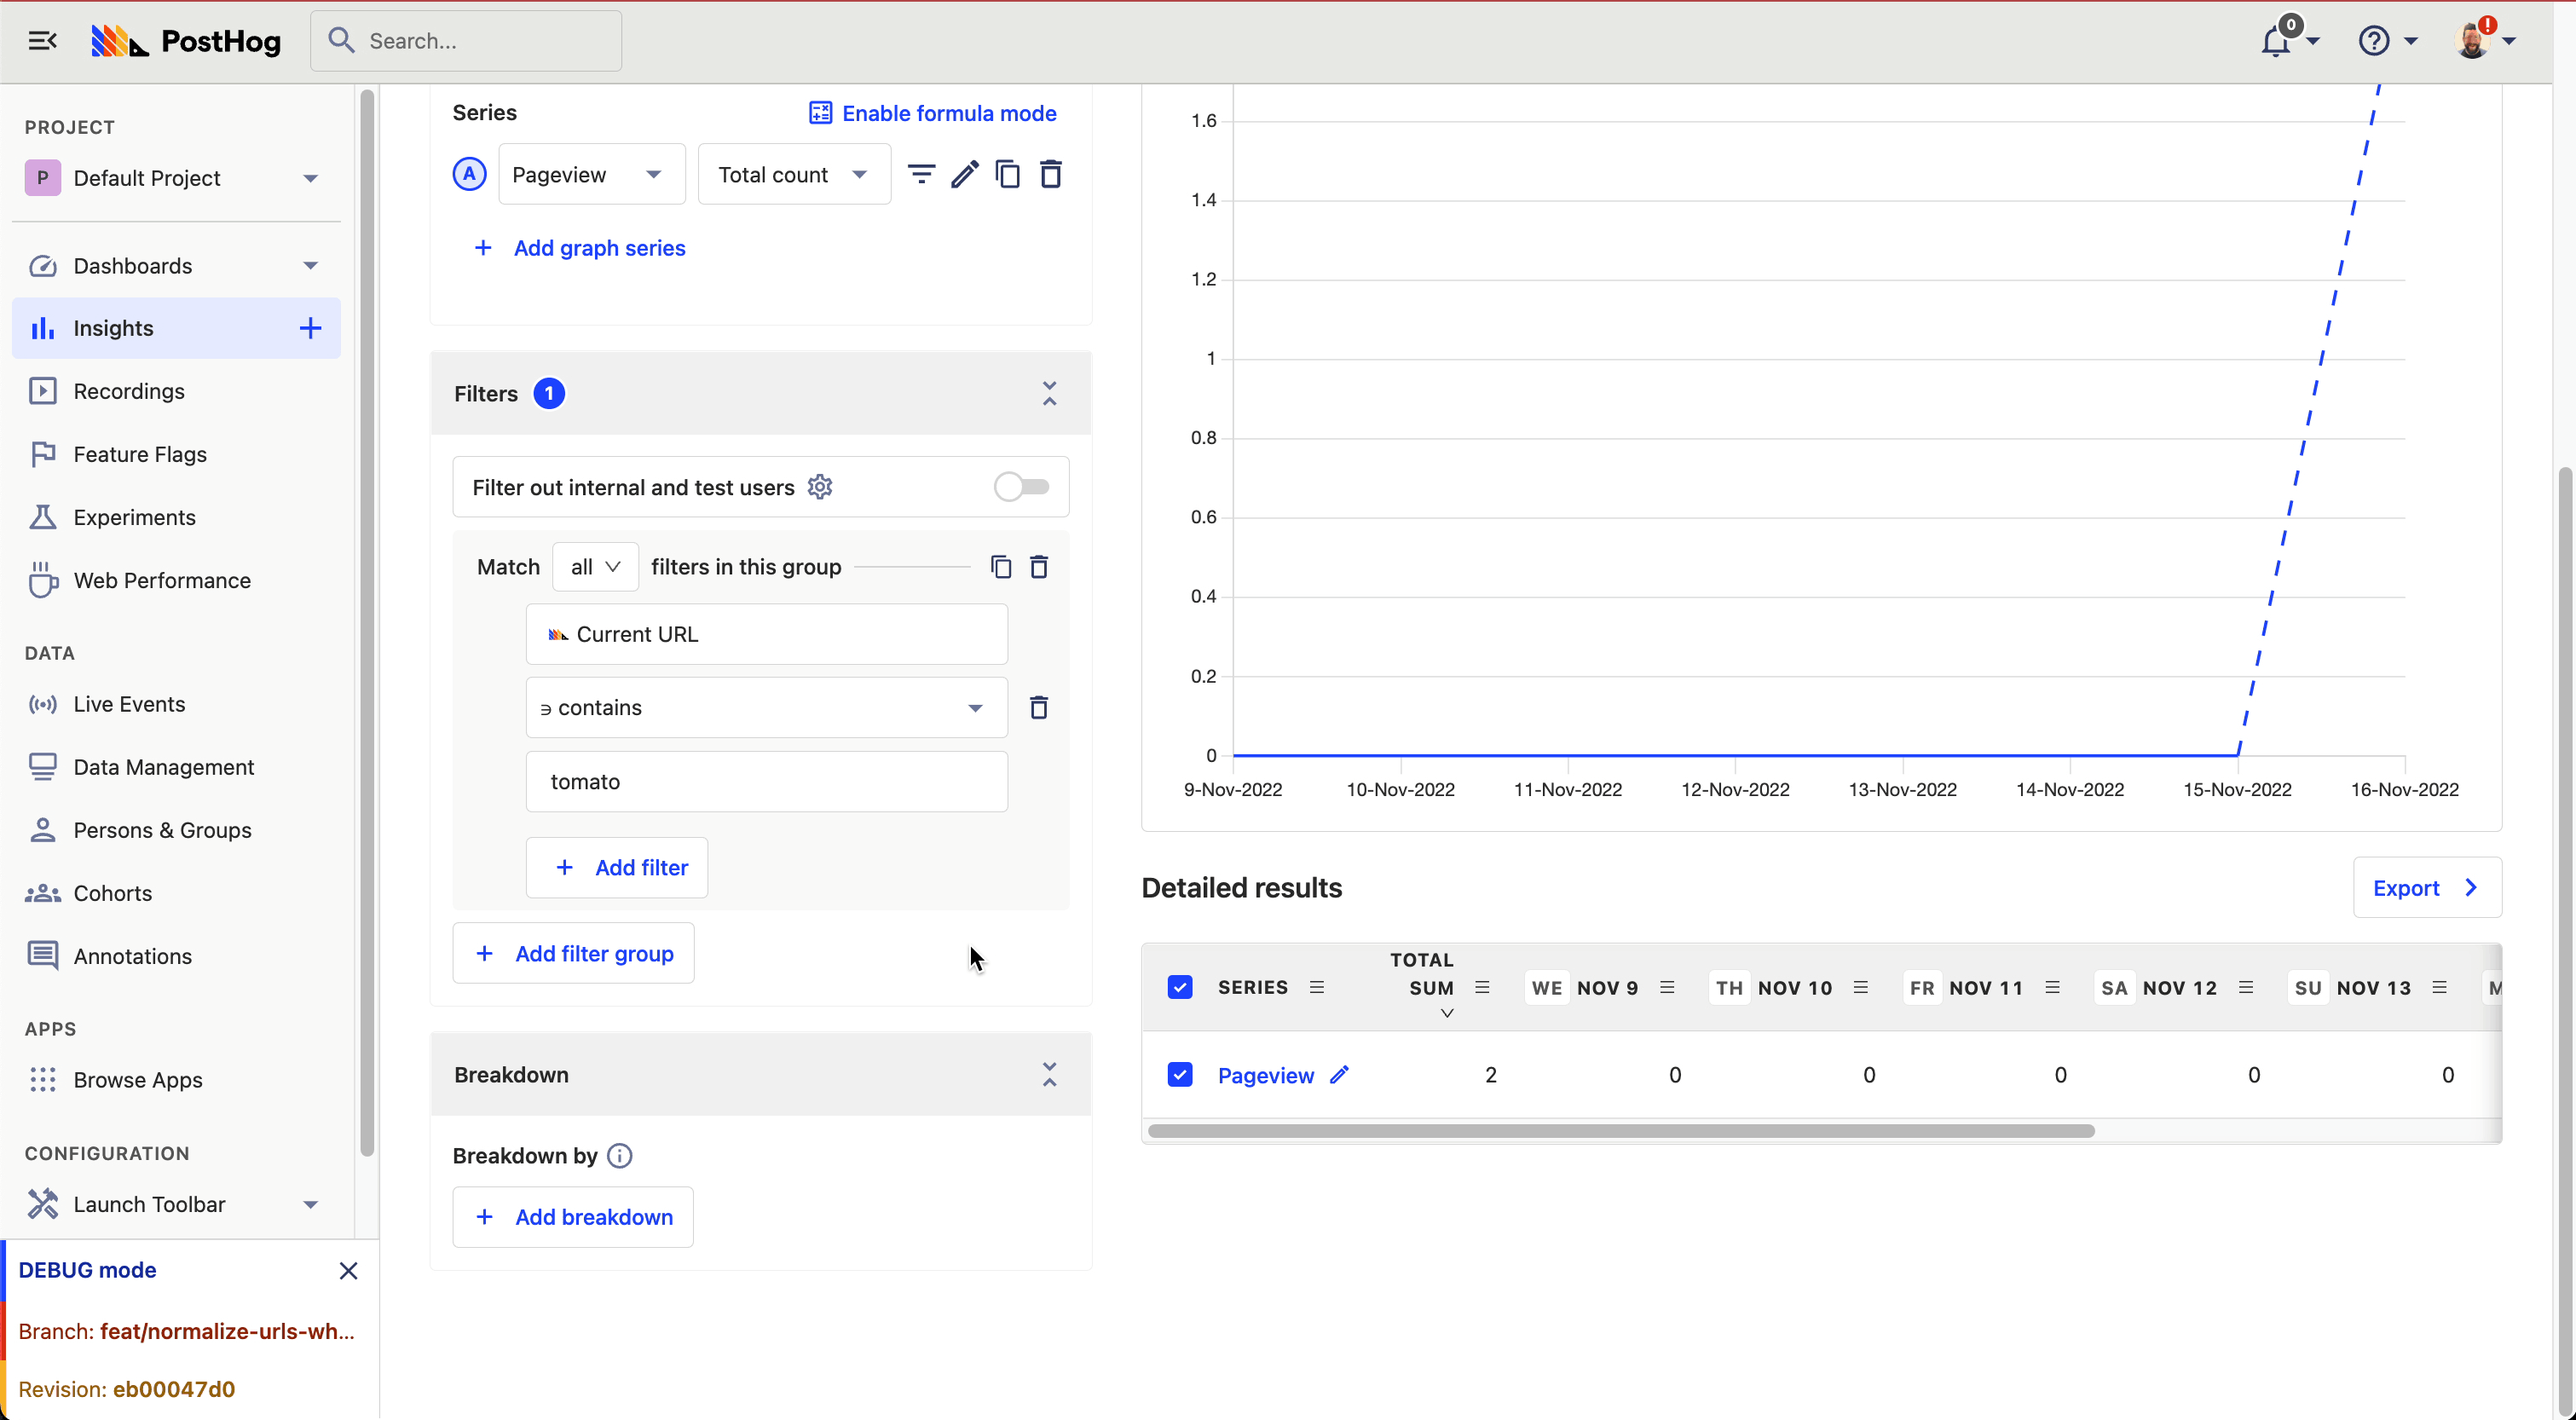 PostHog
Search...
0
!
PROJECT
P Default Project
Dashboards
Insights
Recordings
Feature Flags
Experiments
Web Performance
DATA
Live Events
Data Management
Persons & Groups
Cohorts
Annotations
APPS
Browse Apps
CONFIGURATION
Launch Toolbar
DEBUG mode
Branch: feat/normalize-urls-wh...
Revision: eb00047d0
Series
Enable formula mode
A Pageview Total count
+ Add graph series
Filters 1
Filter out internal and test users
Match all filters in this group
Current URL
∋ contains
tomato
+ Add filter
+ Add filter group
Breakdown
Breakdown by
+ Add breakdown
1.6
1.4
1.2
1
0.8
0.6
0.4
0.2
0
9-Nov-2022 10-Nov-2022 11-Nov-2022 12-Nov-2022 13-Nov-2022 14-Nov-2022 15-Nov-2022 16-Nov-2022
Detailed results
Export
SERIES TOTAL SUM WE NOV 9 TH NOV 10 FR NOV 11 SA NOV 12 SU NOV 13
Pageview 2 0 0 0 0 0